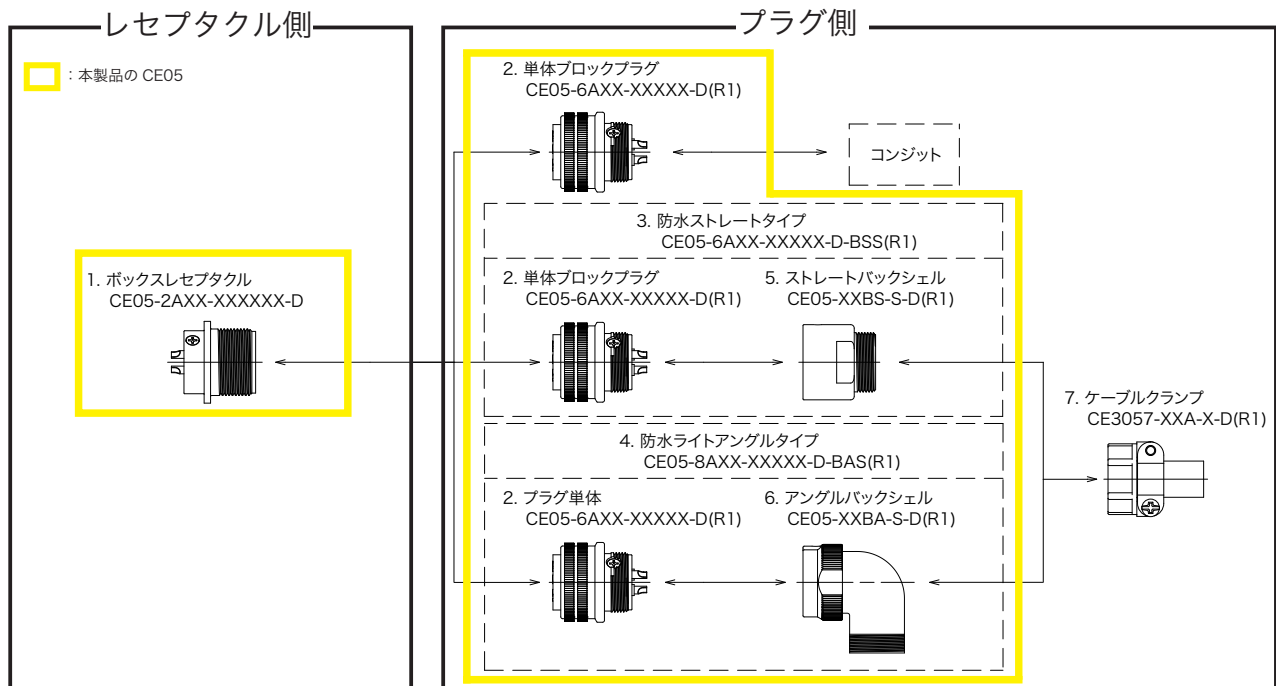 レセプタクル側
プラグ側
：本製品の CE05
2. 単体ブロックプラグ
CE05-6AXX-XXXXX-D(R1)
コンジット
3. 防水ストレートタイプ
CE05-6AXX-XXXXX-D-BSS(R1)
1. ボックスレセプタクル
CE05-2AXX-XXXXXX-D
2. 単体ブロックプラグ
CE05-6AXX-XXXXX-D(R1)
5. ストレートバックシェル
CE05-XXBS-S-D(R1)
7. ケーブルクランプ
CE3057-XXA-X-D(R1)
4. 防水ライトアングルタイプ
CE05-8AXX-XXXXX-D-BAS(R1)
2. プラグ単体
CE05-6AXX-XXXXX-D(R1)
6. アングルバックシェル
CE05-XXBA-S-D(R1)